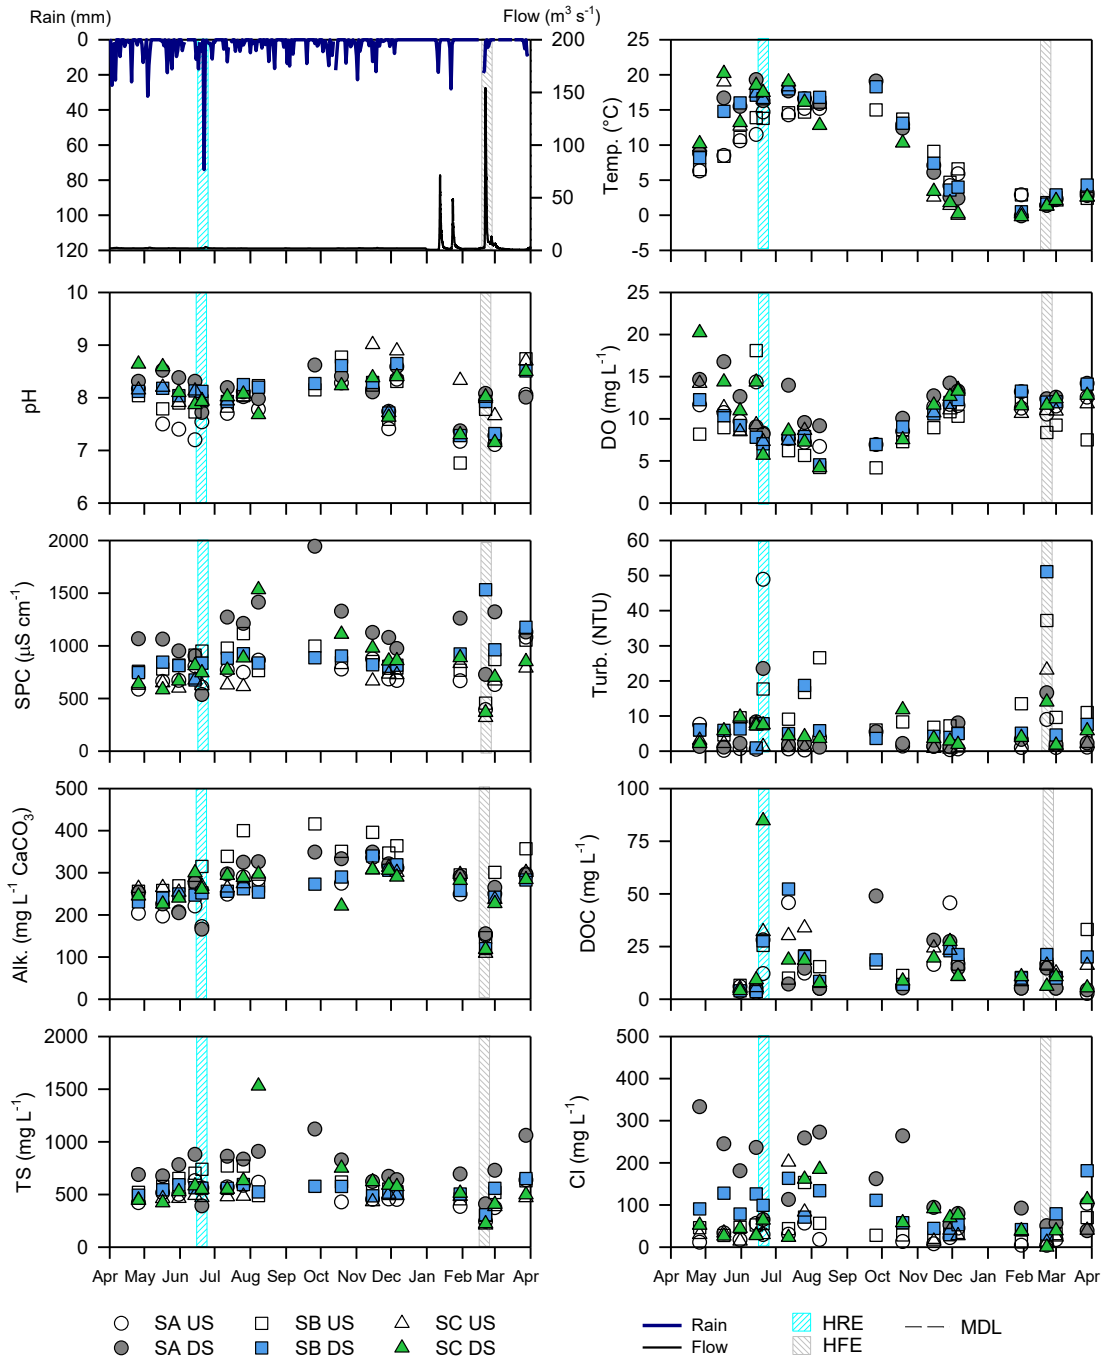 Rain (mm)
Flow (m³ s⁻¹)
0 20 40 60 80 100 120
200 150 100 50 0
Temp. (°C)
25 20 15 10 5 0 -5
pH
10 9 8 7 6
DO (mg L⁻¹)
25 20 15 10 5 0
SPC (µS cm⁻¹)
2000 1500 1000 500 0
Turb. (NTU)
60 50 40 30 20 10 0
Alk. (mg L⁻¹ CaCO₃)
500 400 300 200 100 0
DOC (mg L⁻¹)
100 75 50 25 0
TS (mg L⁻¹)
2000 1500 1000 500 0
Cl (mg L⁻¹)
500 400 300 200 100 0
Apr May Jun Jul Aug Sep Oct Nov Dec Jan Feb Mar Apr
Apr May Jun Jul Aug Sep Oct Nov Dec Jan Feb Mar Apr
SA US SB US SC US Rain HRE MDL
SA DS SB DS SC DS Flow HFE